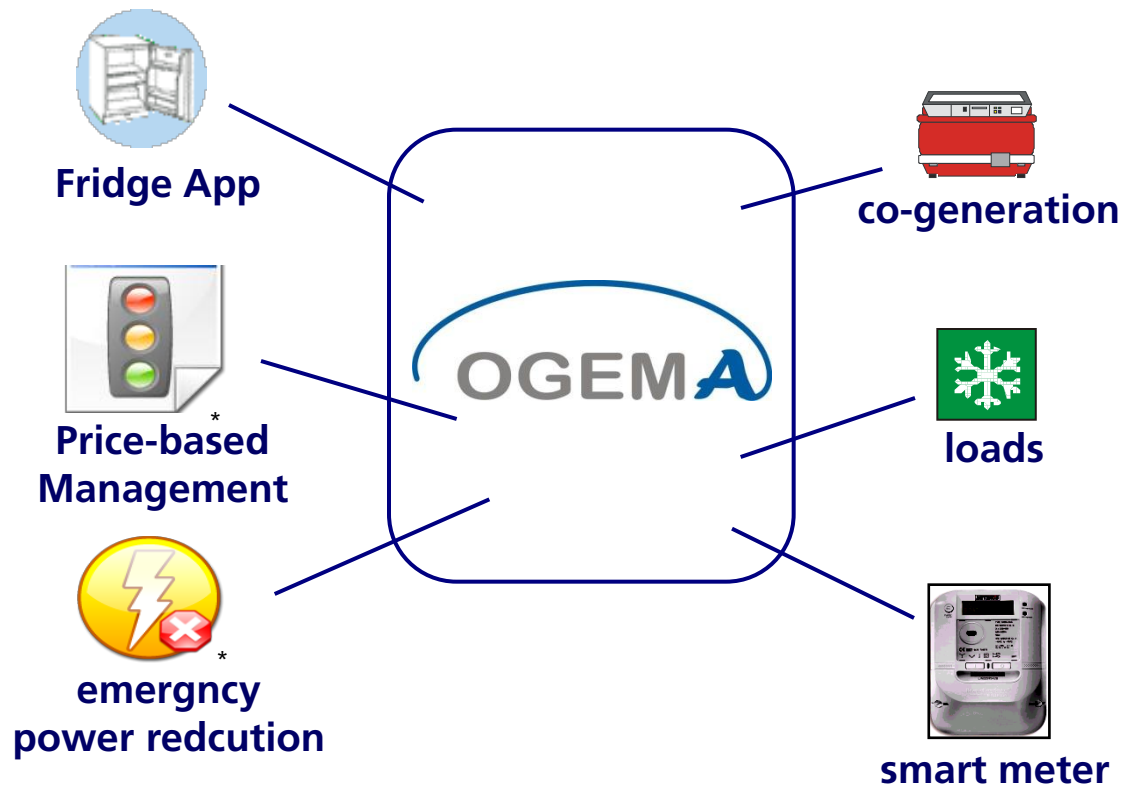 Fridge App
co-generation
OGEMA
*
Price-based
Management
loads
*
emergncy
power redcution
smart meter